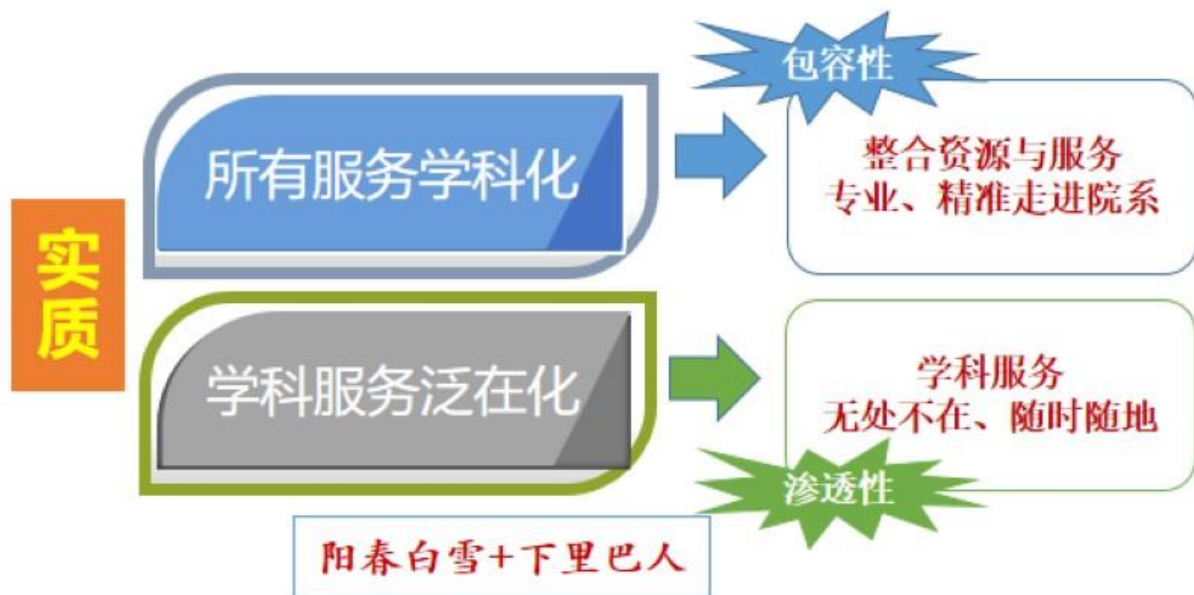 包容性
所有服务学科化
整合资源与服务
专业、精准走进院系
实质
学科服务泛在化
学科服务
无处不在、随时随地
渗透性
阳春白雪+下里巴人